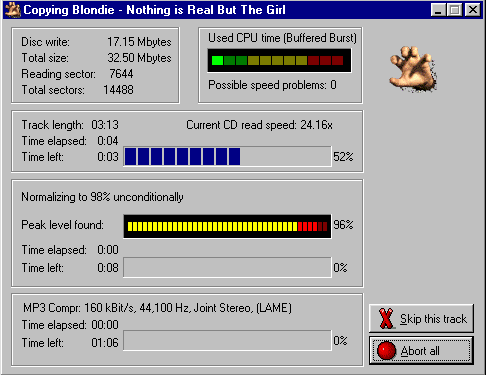 Copying Blondie - Nothing is Real But The Girl
Disc write: 17.15 Mbytes
Total size: 32.50 Mbytes
Reading sector: 7644
Total sectors: 14488
Used CPU time (Buffered Burst)
Possible speed problems: 0
Track length: 03:13 Current CD read speed: 24.16x
Time elapsed: 0:04
Time left: 0:03 52%
Normalizing to 98% unconditionally
Peak level found: 96%
Time elapsed: 0:00
Time left: 0:08 0%
MP3 Compr: 160 kBit/s, 44,100 Hz, Joint Stereo, (LAME)
Time elapsed: 00:00
Time left: 01:06 0%
Skip this track
Abort all